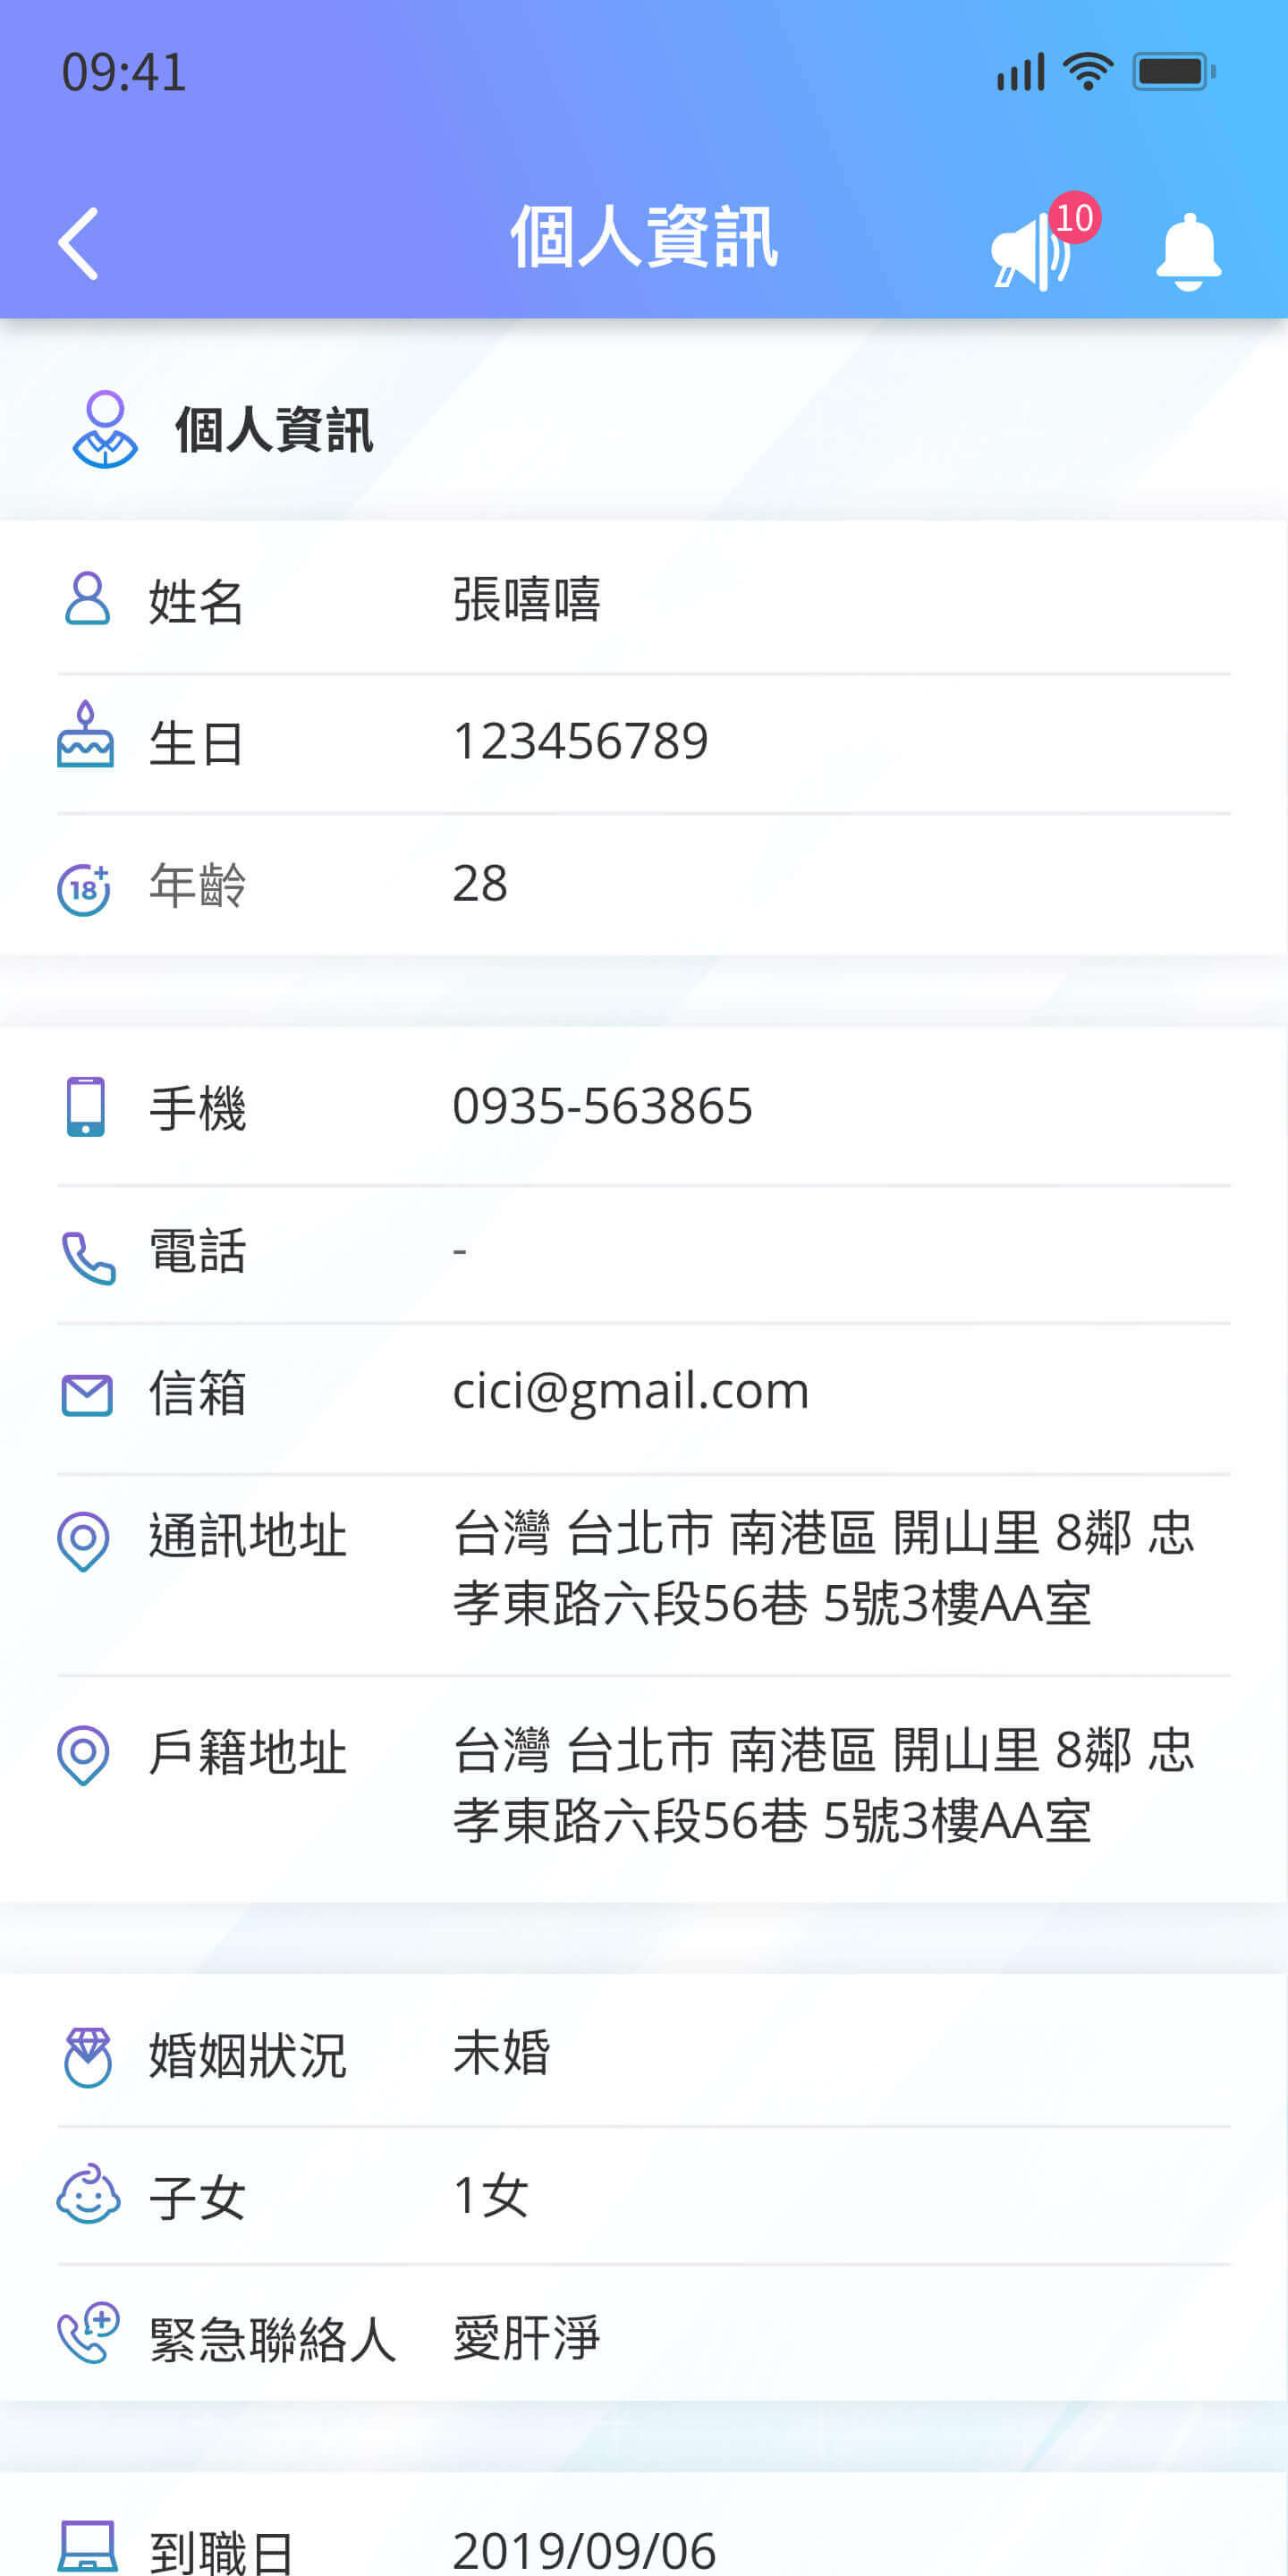 09:41
個人資訊
10
個人資訊
姓名 張嘻嘻
生日 123456789
18+
年齡 28
手機 0935-563865
電話 -
信箱 cici@gmail.com
通訊地址 台灣 台北市 南港區 開山里 8鄰 忠
孝東路六段56巷 5號3樓AA室
戶籍地址 台灣 台北市 南港區 開山里 8鄰 忠
孝東路六段56巷 5號3樓AA室
婚姻狀況 未婚
子女 1女
緊急聯絡人 愛肝淨
到職日 2019/09/06